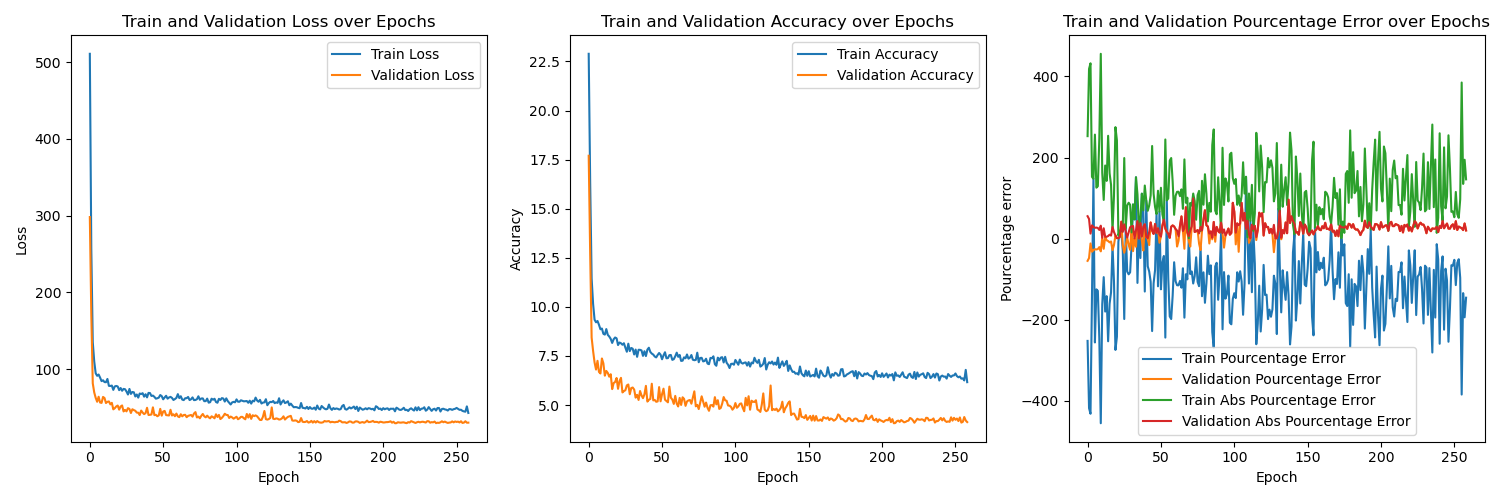 Train and Validation Loss over Epochs
Loss
500
400
300
200
100
0
50
100
150
200
250
Epoch
Train Loss
Validation Loss
Train and Validation Accuracy over Epochs
Accuracy
22.5
20.0
17.5
15.0
12.5
10.0
7.5
5.0
0
50
100
150
200
250
Epoch
Train Accuracy
Validation Accuracy
Train and Validation Pourcentage Error over Epochs
Pourcentage error
400
200
0
−200
−400
0
50
100
150
200
250
Epoch
Train Pourcentage Error
Validation Pourcentage Error
Train Abs Pourcentage Error
Validation Abs Pourcentage Error